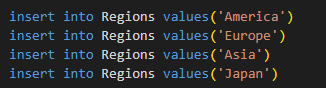 insert into Regions values('America')
insert into Regions values('Europe')
insert into Regions values('Asia')
insert into Regions values('Japan')